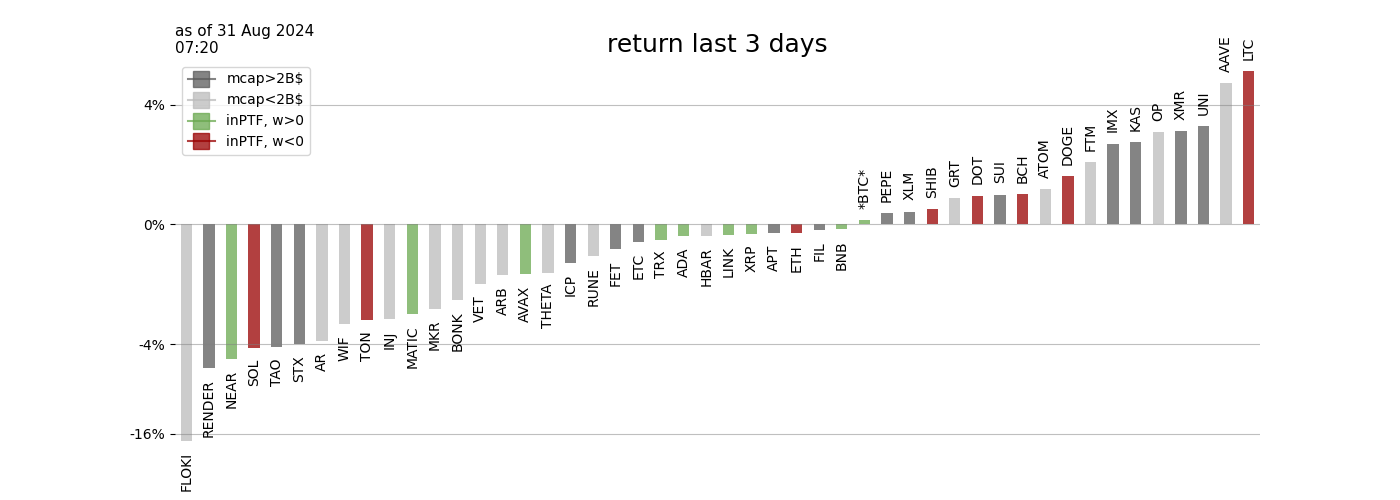 as of 31 Aug 2024
07:20
return last 3 days
mcap>2B$
mcap<2B$
inPTF, w>0
inPTF, w<0
4%
0%
-4%
-16%
FLOKI
RENDER
NEAR
SOL
TAO
STX
AR
WIF
TON
INJ
MATIC
MKR
BONK
VET
ARB
AVAX
THETA
ICP
RUNE
FET
ETC
TRX
ADA
HBAR
LINK
XRP
APT
ETH
FIL
BNB
*BTC*
PEPE
XLM
SHIB
GRT
DOT
SUI
BCH
ATOM
DOGE
FTM
IMX
KAS
OP
XMR
UNI
AAVE
LTC